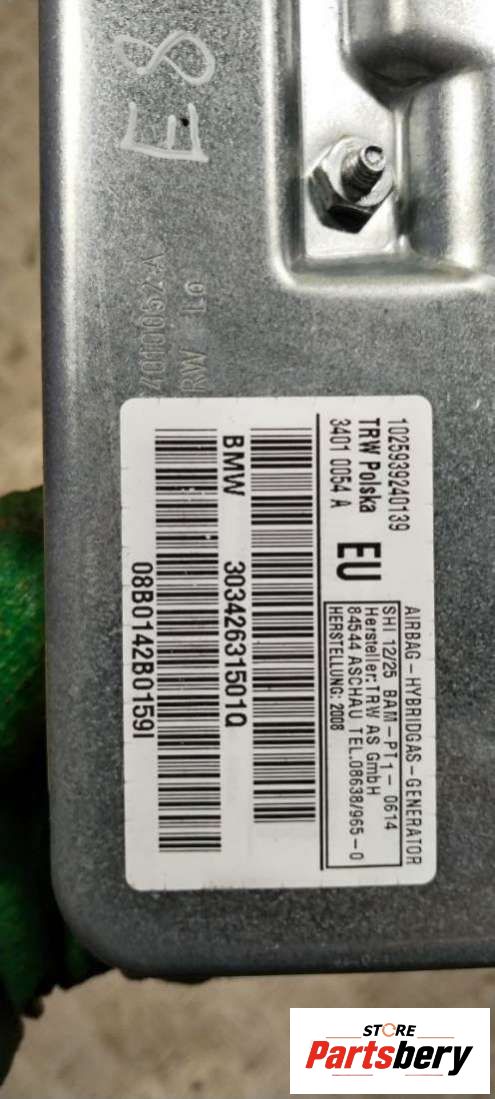 E8
1025939240139
TRW Polska
3401 0054 A
EU
AIRBAG-HYBRIDGAS-GENERATOR
SHI 12/25 BAM-PT1-0614
Hersteller: TRW AS GmbH
84544 ASCHAU TEL.08638/965-0
HERSTELLUNG: 2008
BMW 30342631501Q
08B0142B0159I
STORE
Partsbery